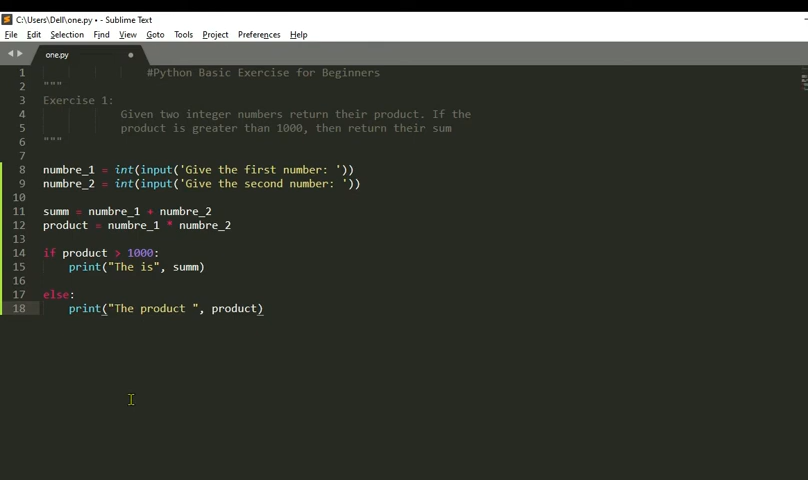 C:\Users\Dell\one.py • - Sublime Text
File Edit Selection Find View Goto Tools Project Preferences Help
one.py
1 #Python Basic Exercise for Beginners
2 """
3 Exercise 1:
4 Given two integer numbers return their product. If the
5 product is greater than 1000, then return their sum
6 """
7
8 numbre_1 = int(input('Give the first number: '))
9 numbre_2 = int(input('Give the second number: '))
10
11 summ = numbre_1 + numbre_2
12 product = numbre_1 * numbre_2
13
14 if product > 1000:
15 print("The is", summ)
16
17 else:
18 print("The product ", product)